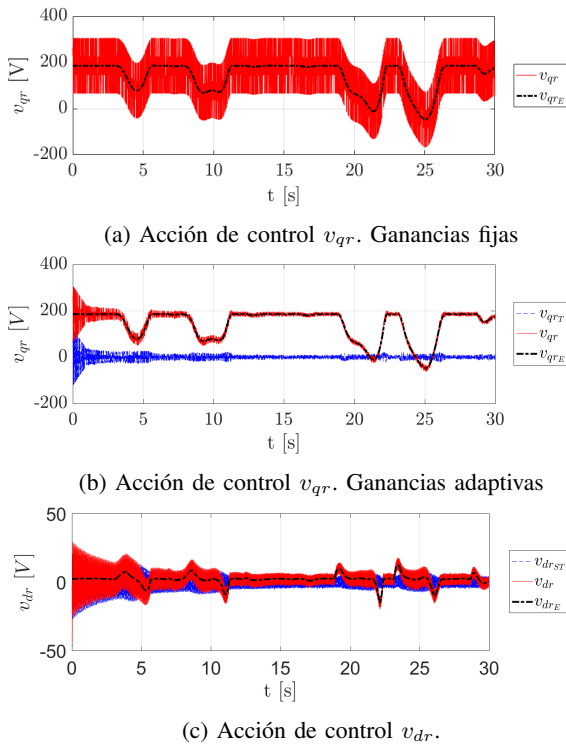 400
200
0
-200
v_{qr} [V]
0 5 10 15 20 25 30
t [s]
v_{qr}
v_{qr_E}
(a) Acción de control v_{qr}. Ganancias fijas
400
200
0
-200
v_{qr} [V]
0 5 10 15 20 25 30
t [s]
v_{qr_T}
v_{qr}
v_{qr_E}
(b) Acción de control v_{qr}. Ganancias adaptivas
50
0
-50
v_{dr} [V]
0 5 10 15 20 25 30
t [s]
v_{dr_{ST}}
v_{dr}
v_{dr_E}
(c) Acción de control v_{dr}.